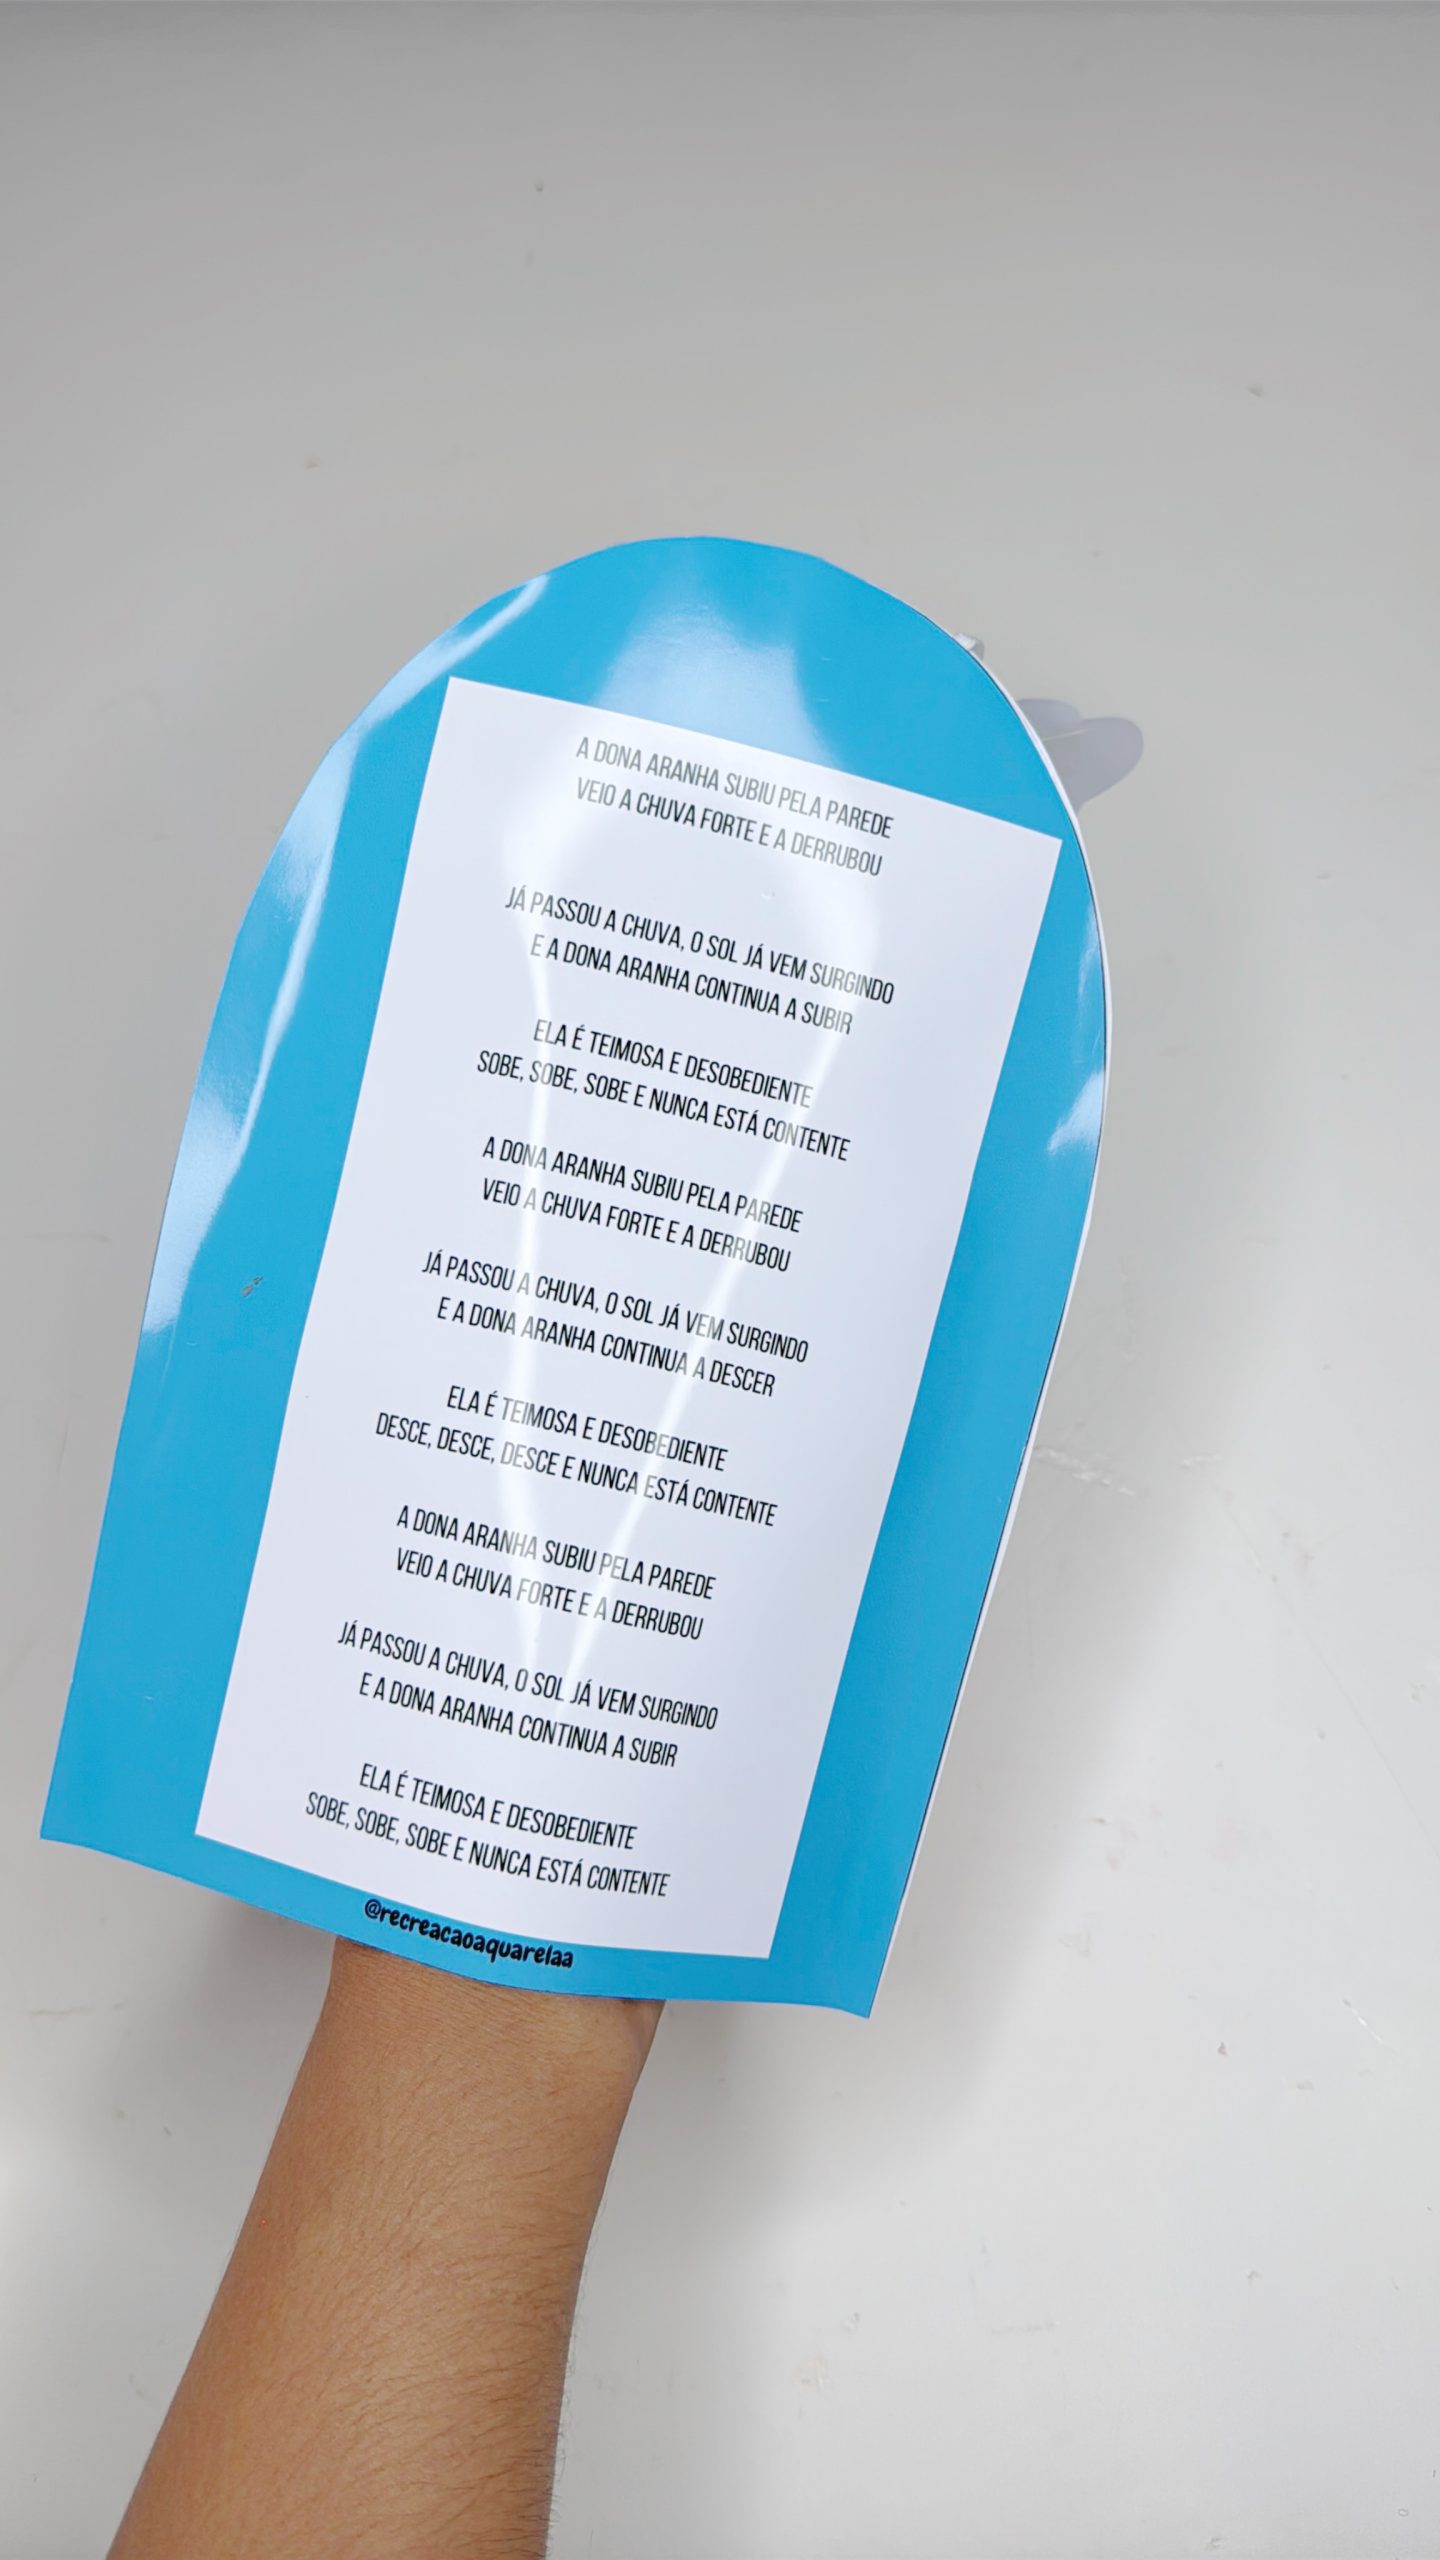 A DONA ARANHA SUBIU PELA PAREDE
VEIO A CHUVA FORTE E A DERRUBOU
JÁ PASSOU A CHUVA, O SOL JÁ VEM SURGINDO
E A DONA ARANHA CONTINUA A SUBIR
ELA É TEIMOSA E DESOBEDIENTE
SOBE, SOBE, SOBE E NUNCA ESTÁ CONTENTE
A DONA ARANHA SUBIU PELA PAREDE
VEIO A CHUVA FORTE E A DERRUBOU
JÁ PASSOU A CHUVA, O SOL JÁ VEM SURGINDO
E A DONA ARANHA CONTINUA A DESCER
ELA É TEIMOSA E DESOBEDIENTE
DESCE, DESCE, DESCE E NUNCA ESTÁ CONTENTE
A DONA ARANHA SUBIU PELA PAREDE
VEIO A CHUVA FORTE E A DERRUBOU
JÁ PASSOU A CHUVA, O SOL JÁ VEM SURGINDO
E A DONA ARANHA CONTINUA A SUBIR
ELA É TEIMOSA E DESOBEDIENTE
SOBE, SOBE, SOBE E NUNCA ESTÁ CONTENTE
@recreacaoaquarelaa